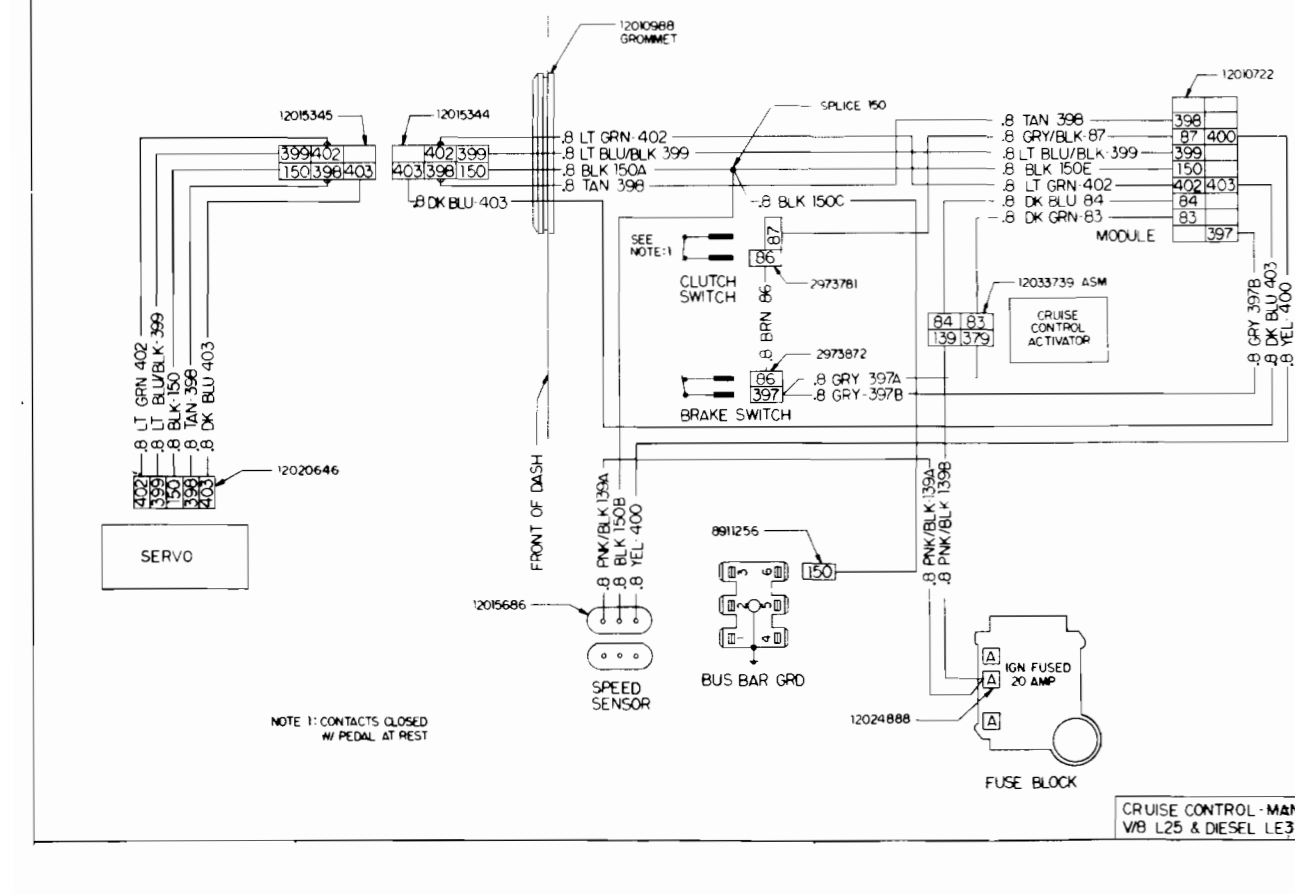 12010988
GROMMET
12010722
12015345
12015344
SPLICE 150
.8 LT GRN-402
.8 LT BLU/BLK 399
.8 BLK 150A
.8 TAN 398
.8 DK BLU-403
.8 TAN 398
.8 GRY/BLK-87
.8 LT BLU/BLK-399
.8 BLK 150E
.8 LT GRN-402
.8 DK BLU 84
.8 DK GRN-83
398
87 400
399
150
402 403
84
83
397
MODULE
399 402
150 398 403
402 399
403 398 150
.8 BLK 150C
SEE
NOTE:1
87
86
CLUTCH
SWITCH
2973781
.8 BRN 86
12033739 ASM
84 83
139 379
CRUISE
CONTROL
ACTIVATOR
.8 GRY 397B
.8 DK BLU 403
.8 YEL-400
2973872
86
397
.8 GRY 397A
.8 GRY-397B
BRAKE SWITCH
.8 LT GRN 402
.8 LT BLU/BLK-399
.8 BLK-150
.8 TAN-398
.8 DK BLU 403
402
399
150
398
403
12020646
SERVO
FRONT OF DASH
.8 PNK/BLK 139A
.8 BLK 150B
.8 YEL-400
.8 PNK/BLK-139A
.8 PNK/BLK 139B
8911256
150
3 6
2 5
1 4
BUS BAR GRD
12015686
SPEED
SENSOR
A
A
A
IGN FUSED
20 AMP
12024888
FUSE BLOCK
NOTE 1: CONTACTS CLOSED
W/ PEDAL AT REST
CRUISE CONTROL-MAN
V/8 L25 & DIESEL LE3